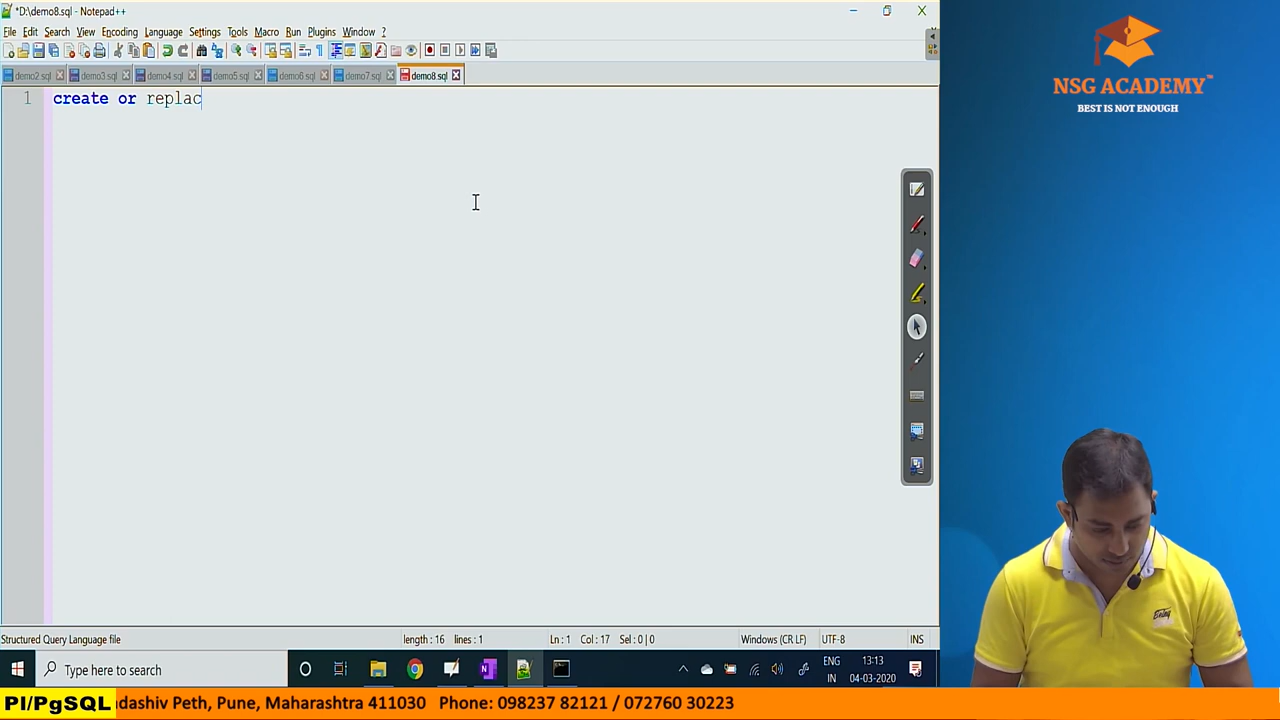 *D:\demo8.sql - Notepad++
File Edit Search View Encoding Language Settings Tools Macro Run Plugins Window ?
demo2.sql demo3.sql demo4.sql demo5.sql demo6.sql demo7.sql demo8.sql
1 create or replac
Structured Query Language file length : 16 lines : 1 Ln : 1 Col : 17 Sel : 0 | 0 Windows (CR LF) UTF-8 INS
Type here to search
ENG
IN
13:13
04-03-2020
NSG ACADEMY™
BEST IS NOT ENOUGH
Pl/PgSQL
dashiv Peth, Pune, Maharashtra 411030 Phone: 098237 82121 / 072760 30223